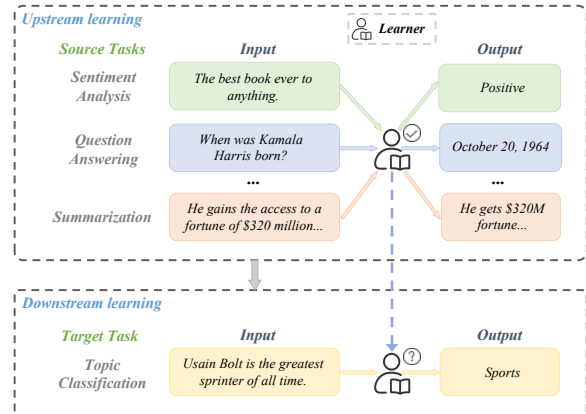 Upstream learning
Learner
Source Tasks
Input
Output
Sentiment
Analysis
The best book ever to
anything.
Positive
Question
Answering
When was Kamala
Harris born?
October 20, 1964
...
...
Summarization
He gains the access to a
fortune of $320 million...
He gets $320M
fortune...
Downstream learning
Target Task
Input
Output
Topic
Classification
Usain Bolt is the greatest
sprinter of all time.
?
Sports